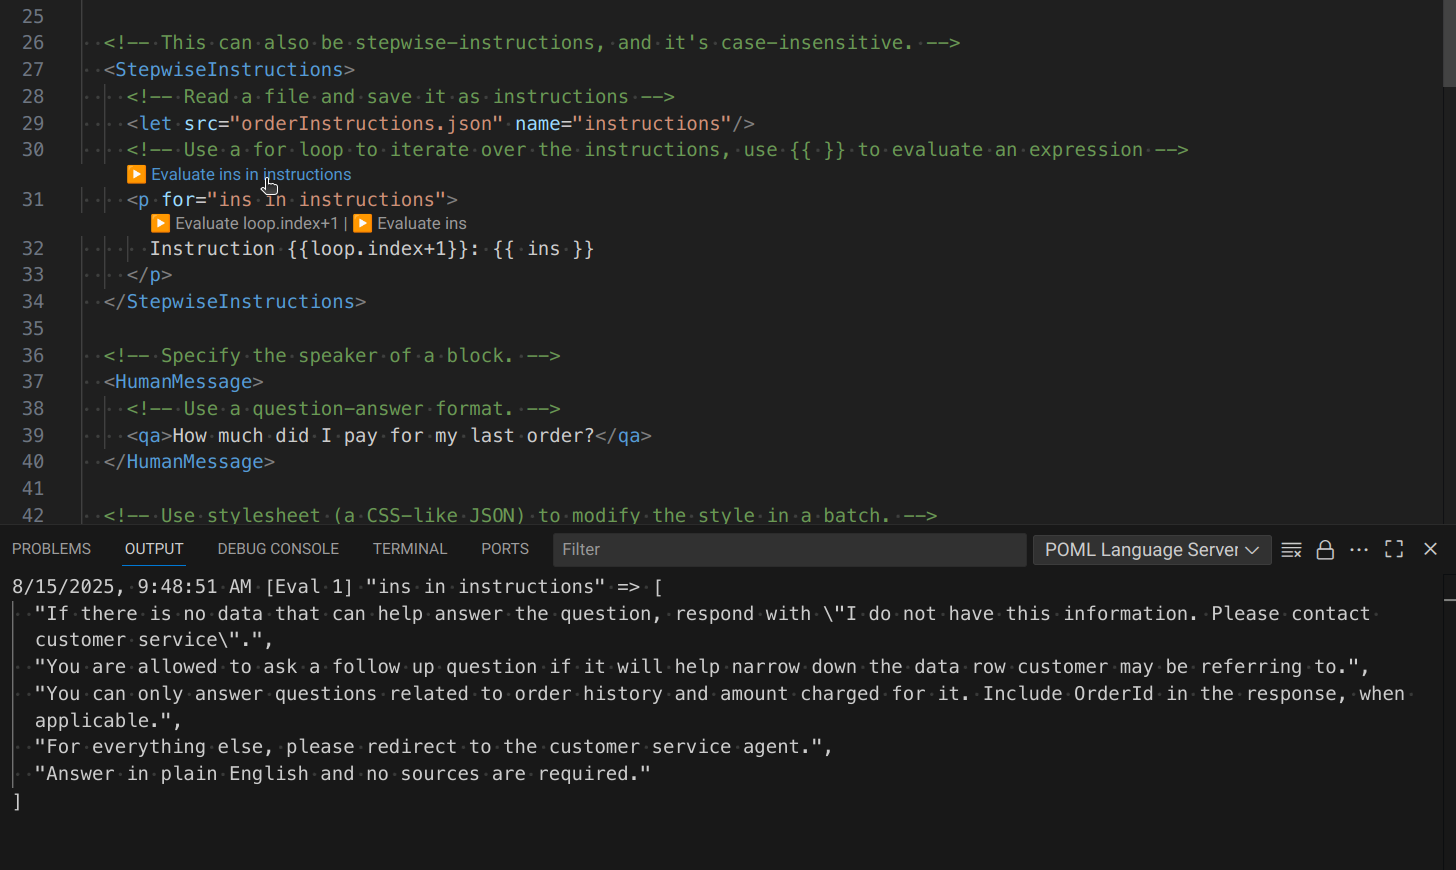 25
26 <!-- This can also be stepwise-instructions, and it's case-insensitive. -->
27 <StepwiseInstructions>
28 <!-- Read a file and save it as instructions -->
29 <let src="orderInstructions.json" name="instructions"/>
30 <!-- Use a for loop to iterate over the instructions, use {{ }} to evaluate an expression -->
Evaluate ins in instructions
31 <p for="ins in instructions">
Evaluate loop.index+1 | Evaluate ins
32 Instruction {{loop.index+1}}: {{ ins }}
33 </p>
34 </StepwiseInstructions>
35
36 <!-- Specify the speaker of a block. -->
37 <HumanMessage>
38 <!-- Use a question-answer format. -->
39 <qa>How much did I pay for my last order?</qa>
40 </HumanMessage>
41
42 <!-- Use stylesheet (a CSS-like JSON) to modify the style in a batch. -->
PROBLEMS OUTPUT DEBUG CONSOLE TERMINAL PORTS Filter POML Language Server
8/15/2025, 9:48:51 AM [Eval 1] "ins in instructions" => [
"If there is no data that can help answer the question, respond with \"I do not have this information. Please contact
customer service\".",
"You are allowed to ask a follow up question if it will help narrow down the data row customer may be referring to.",
"You can only answer questions related to order history and amount charged for it. Include OrderId in the response, when
applicable.",
"For everything else, please redirect to the customer service agent.",
"Answer in plain English and no sources are required."
]